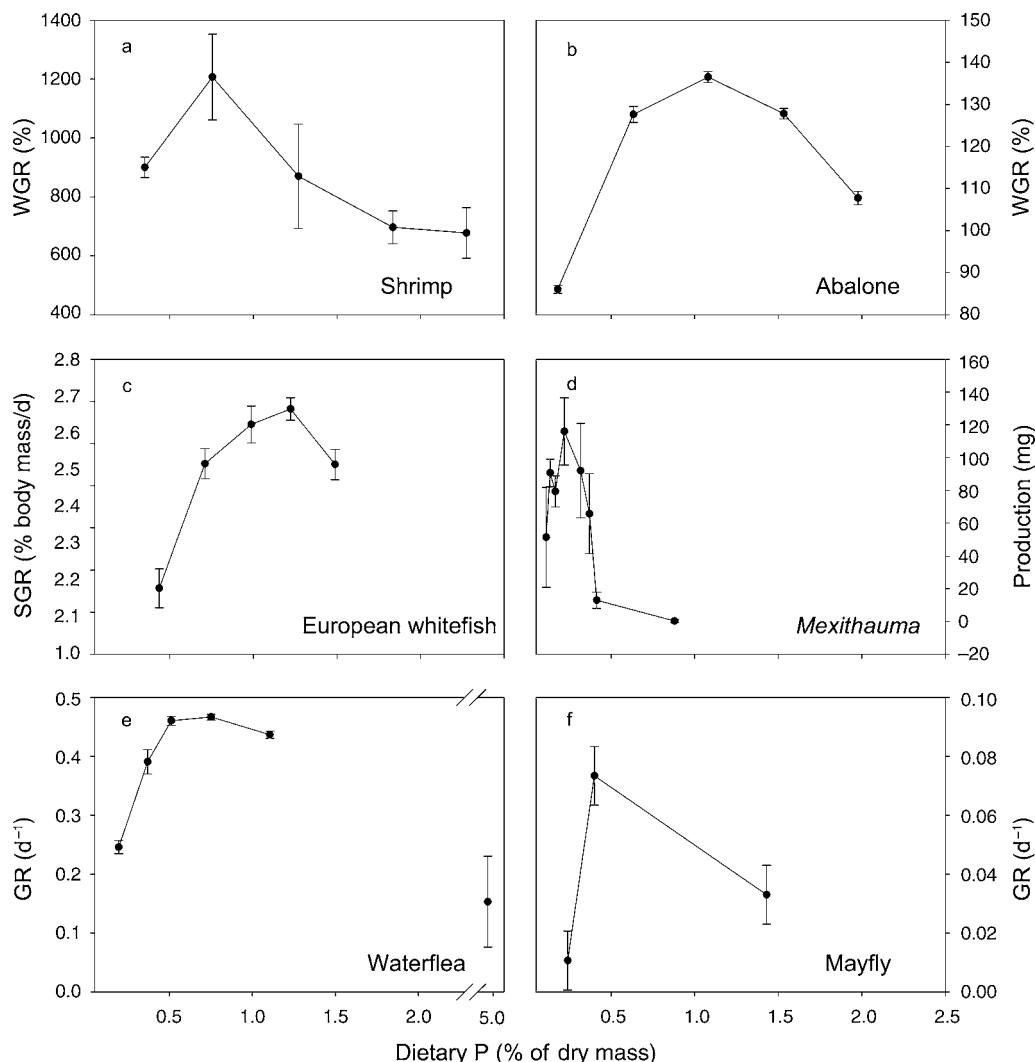 1400
1200
1000
800
600
400
WGR (%)
a
Shrimp
b
Abalone
150
140
130
120
110
100
90
80
WGR (%)
2.8
2.7
2.6
2.5
2.4
2.3
2.2
2.1
1.0
SGR (% body mass/d)
c
European whitefish
d
Mexithauma
160
140
120
100
80
60
40
20
0
–20
Production (mg)
0.5
0.4
0.3
0.2
0.1
0.0
GR (d⁻¹)
e
Waterflea
f
Mayfly
0.10
0.08
0.06
0.04
0.02
0.00
GR (d⁻¹)
0.5 1.0 1.5 2.0 5.0
0.5 1.0 1.5 2.0 2.5
Dietary P (% of dry mass)